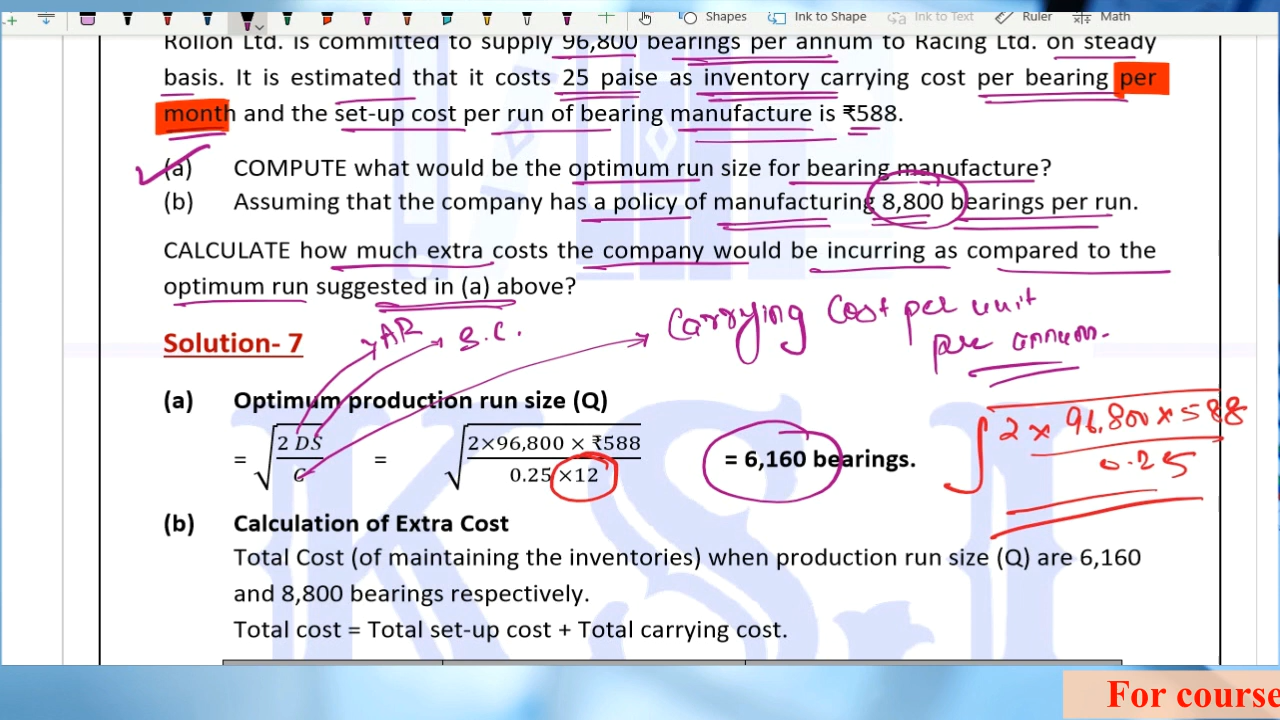 Shapes Ink to Shape Ink to Text Ruler Math
Rollon Ltd. is committed to supply 96,800 bearings per annum to Racing Ltd. on steady
basis. It is estimated that it costs 25 paise as inventory carrying cost per bearing per
month and the set-up cost per run of bearing manufacture is ₹588.
(a) COMPUTE what would be the optimum run size for bearing manufacture?
(b) Assuming that the company has a policy of manufacturing 8,800 bearings per run.
CALCULATE how much extra costs the company would be incurring as compared to the
optimum run suggested in (a) above?
Carrying Cost per unit
per annum.
AR S.C.
Solution- 7
(a) Optimum production run size (Q)
= √2 DS/C = √2×96,800 × ₹588/0.25 ×12 = 6,160 bearings.
√2 × 96,800 × 588/0.25
(b) Calculation of Extra Cost
Total Cost (of maintaining the inventories) when production run size (Q) are 6,160
and 8,800 bearings respectively.
Total cost = Total set-up cost + Total carrying cost.
For course